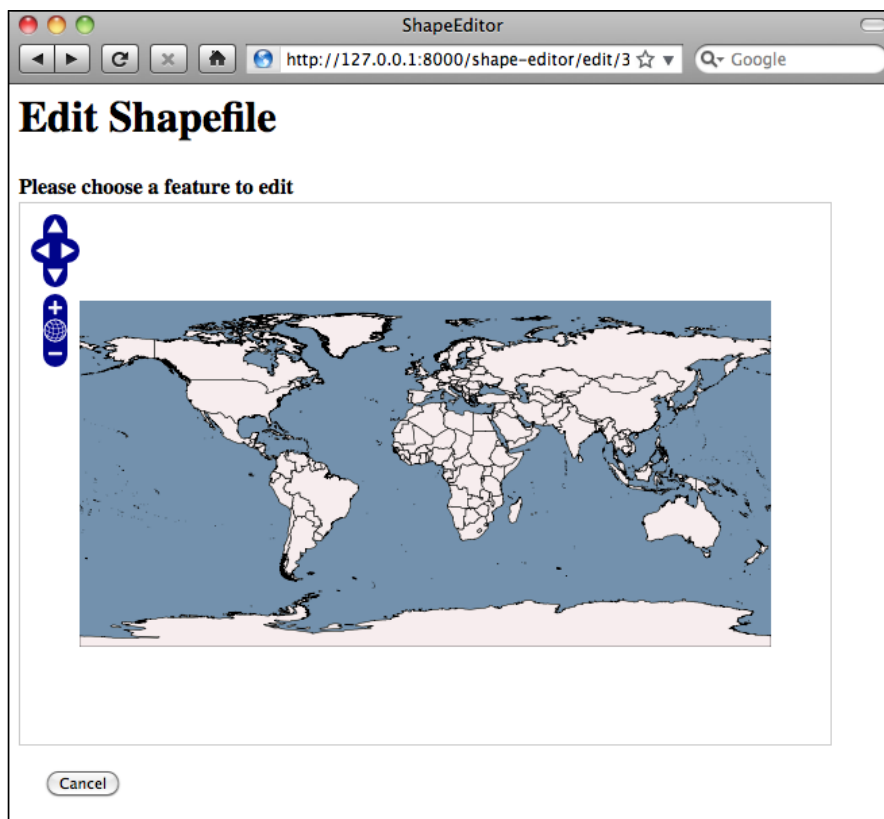 ShapeEditor
http://127.0.0.1:8000/shape-editor/edit/3
Google
Edit Shapefile
Please choose a feature to edit
Cancel